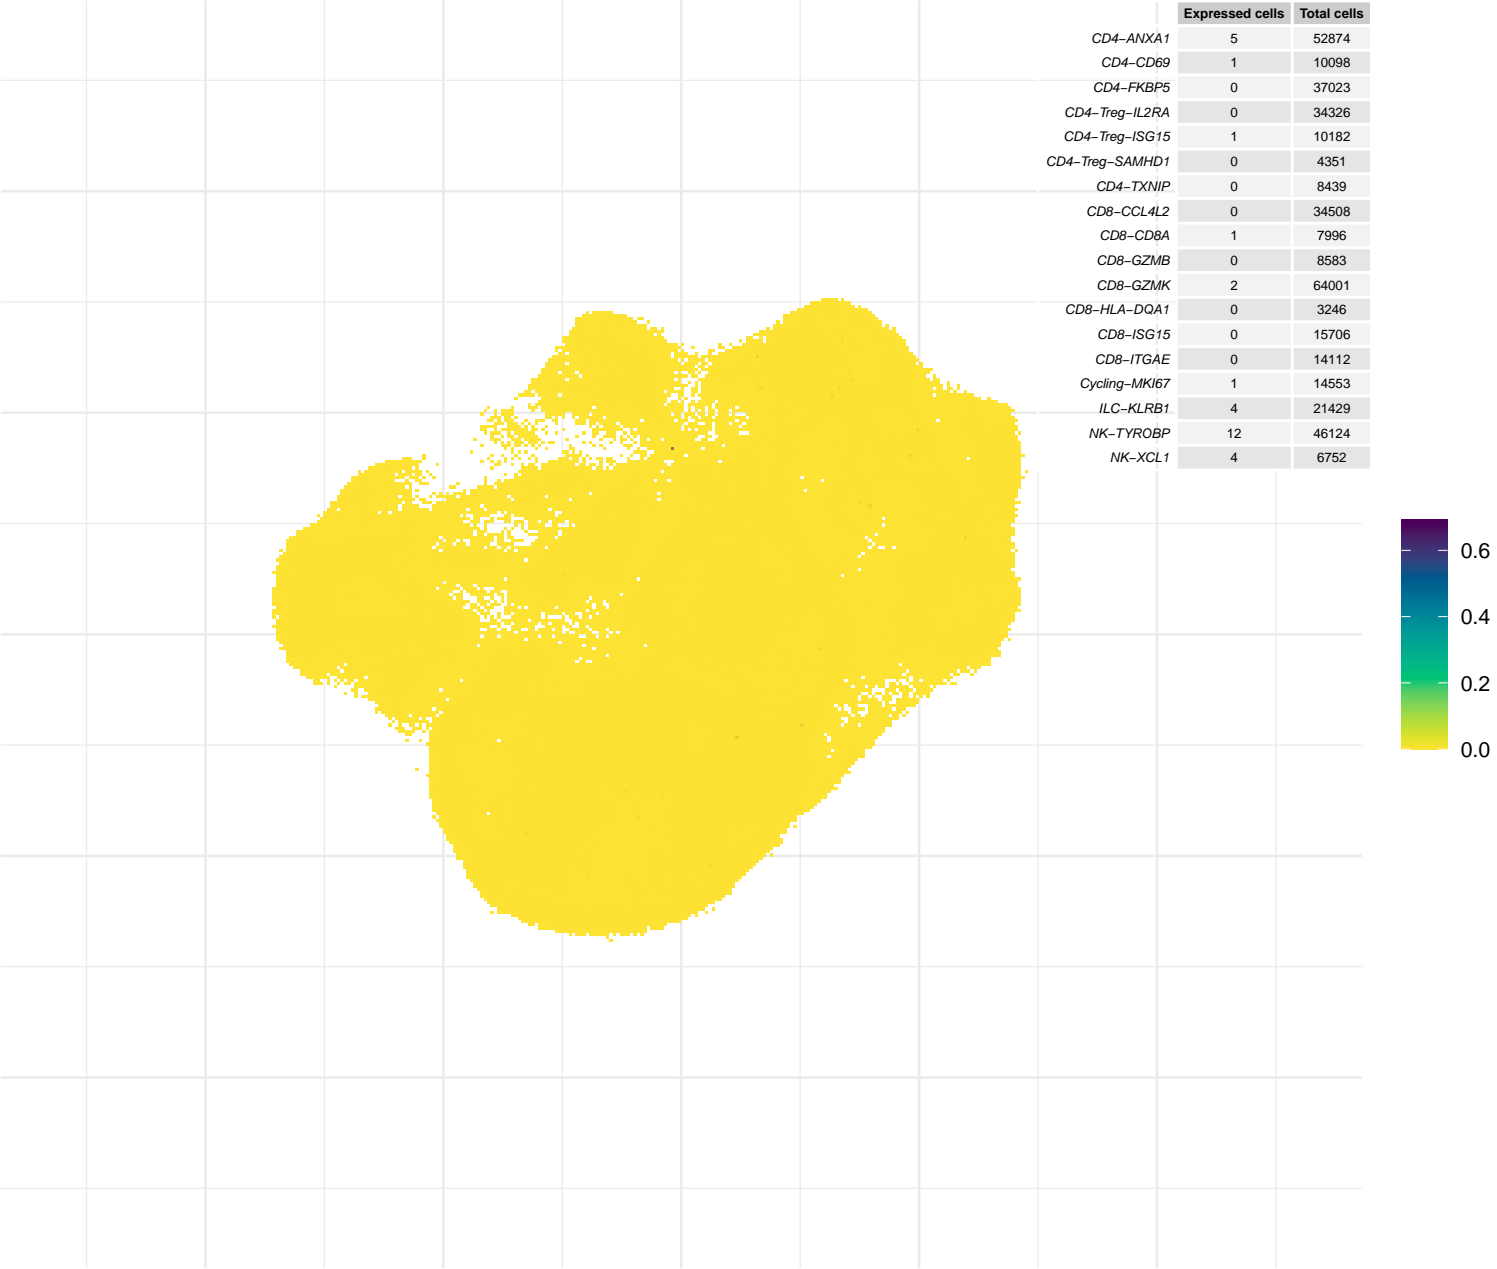 Expressed cells Total cells
CD4−ANXA1 5 52874
CD4−CD69 1 10098
CD4−FKBP5 0 37023
CD4−Treg−IL2RA 0 34326
CD4−Treg−ISG15 1 10182
CD4−Treg−SAMHD1 0 4351
CD4−TXNIP 0 8439
CD8−CCL4L2 0 34508
CD8−CD8A 1 7996
CD8−GZMB 0 8583
CD8−GZMK 2 64001
CD8−HLA−DQA1 0 3246
CD8−ISG15 0 15706
CD8−ITGAE 0 14112
Cycling−MKI67 1 14553
ILC−KLRB1 4 21429
NK−TYROBP 12 46124
NK−XCL1 4 6752
0.6
0.4
0.2
0.0